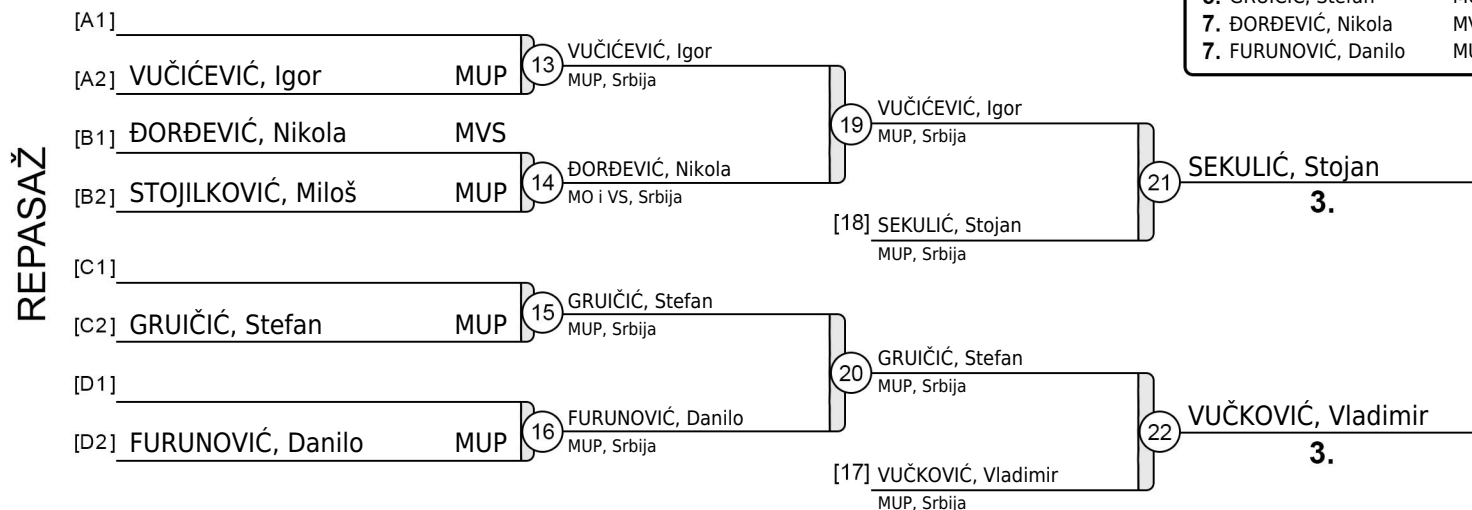 REPASAŽ
[A1]
[A2] VUČIĆEVIĆ, Igor MUP
13
VUČIĆEVIĆ, Igor
MUP, Srbija
[B1] ĐORĐEVIĆ, Nikola MVS
[B2] STOJILKOVIĆ, Miloš MUP
14
ĐORĐEVIĆ, Nikola
MO i VS, Srbija
19
VUČIĆEVIĆ, Igor
MUP, Srbija
[18] SEKULIĆ, Stojan
MUP, Srbija
21
SEKULIĆ, Stojan
3.
[C1]
[C2] GRUIČIĆ, Stefan MUP
15
GRUIČIĆ, Stefan
MUP, Srbija
[D1]
[D2] FURUNOVIĆ, Danilo MUP
16
FURUNOVIĆ, Danilo
MUP, Srbija
20
GRUIČIĆ, Stefan
MUP, Srbija
[17] VUČKOVIĆ, Vladimir
MUP, Srbija
22
VUČKOVIĆ, Vladimir
3.
7. ĐORĐEVIĆ, Nikola
7. FURUNOVIĆ, Danilo